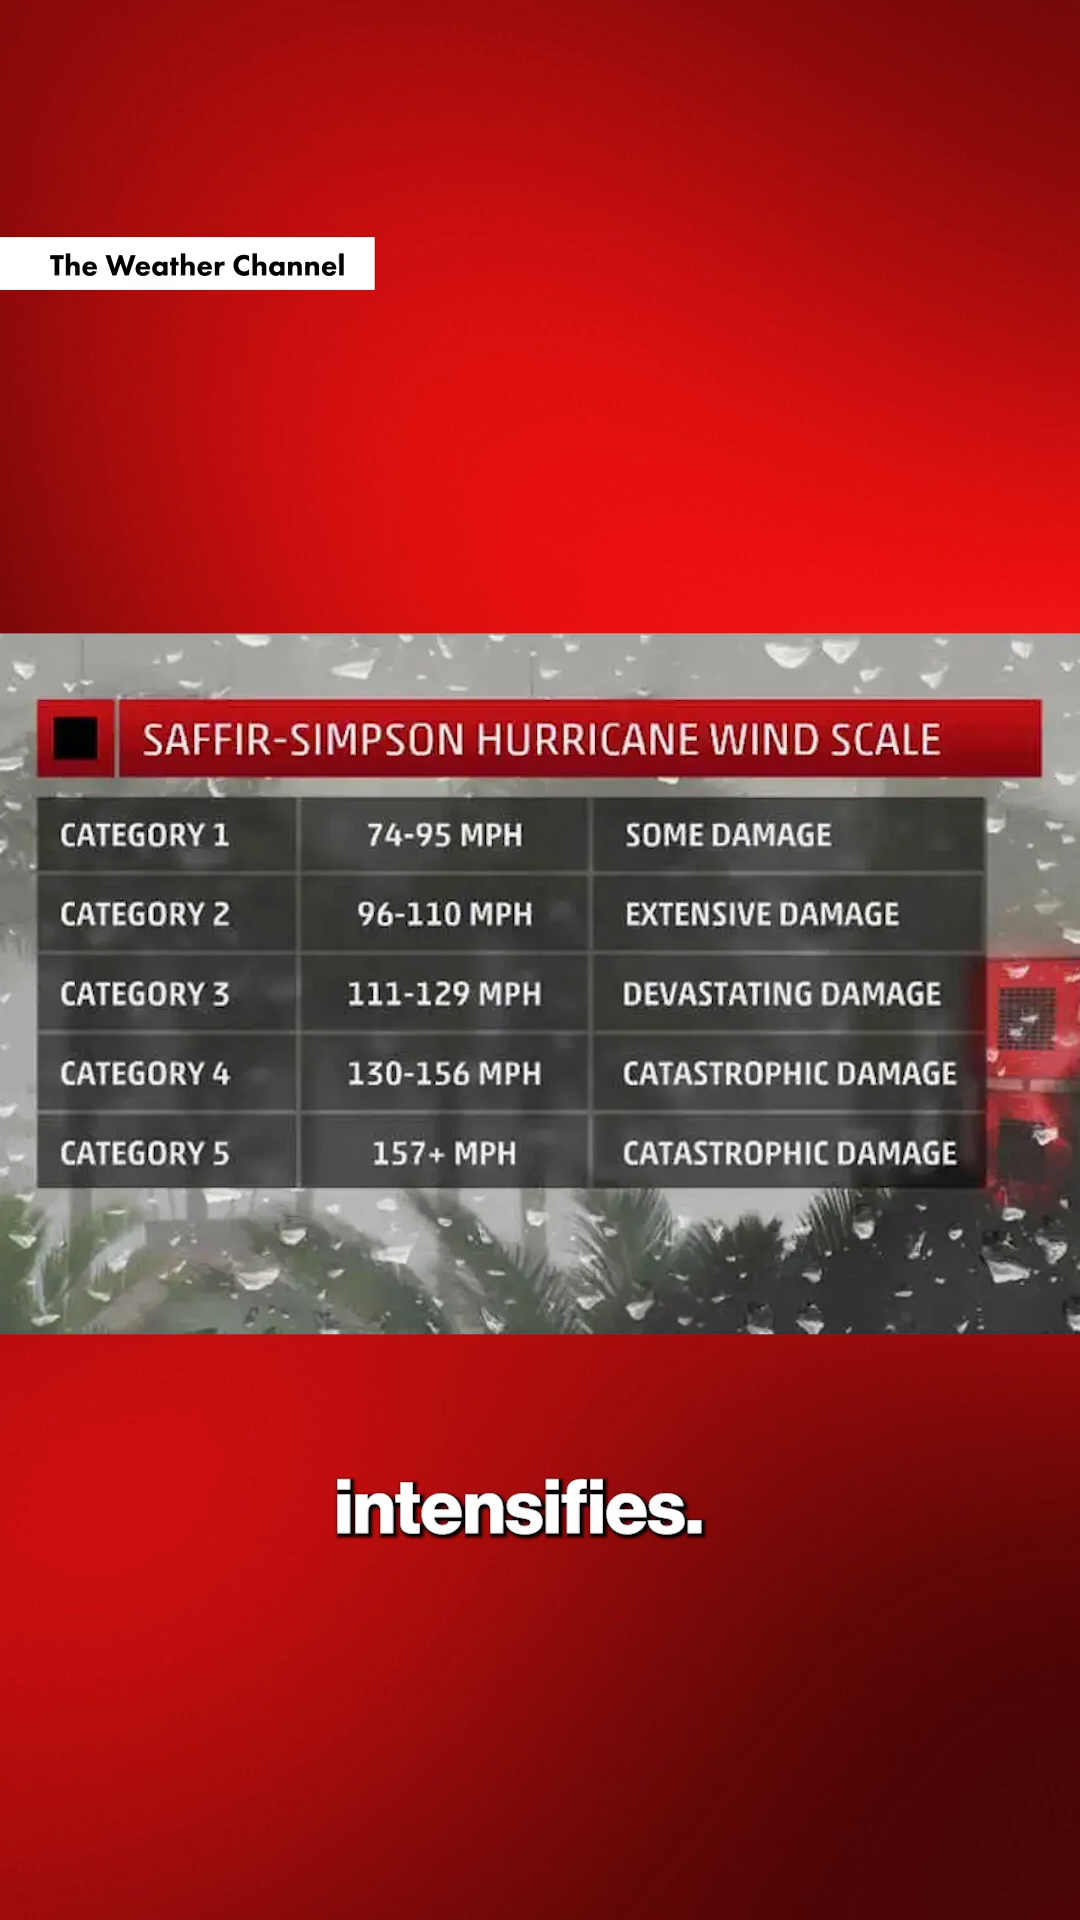 The Weather Channel
SAFFIR-SIMPSON HURRICANE WIND SCALE
CATEGORY 1 74-95 MPH SOME DAMAGE
CATEGORY 2 96-110 MPH EXTENSIVE DAMAGE
CATEGORY 3 111-129 MPH DEVASTATING DAMAGE
CATEGORY 4 130-156 MPH CATASTROPHIC DAMAGE
CATEGORY 5 157+ MPH CATASTROPHIC DAMAGE
intensifies.